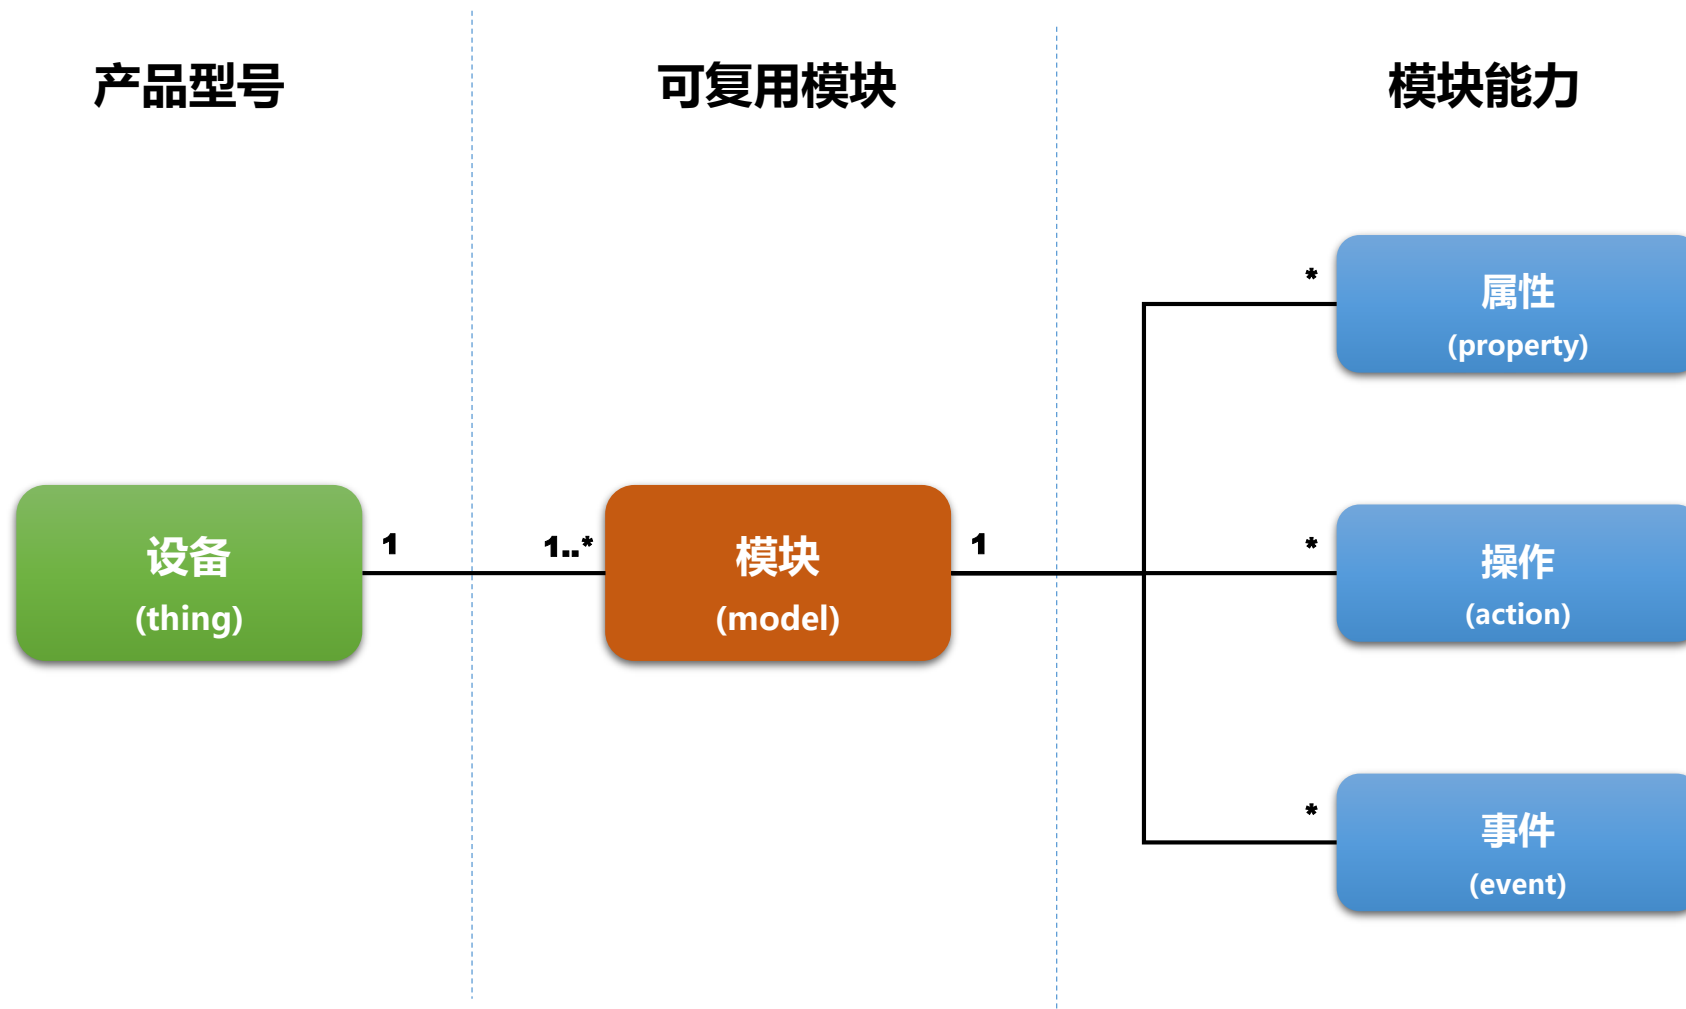 产品型号
可复用模块
模块能力
*
属性
(property)
设备
(thing)
1
1..*
模块
(model)
1
*
操作
(action)
*
事件
(event)